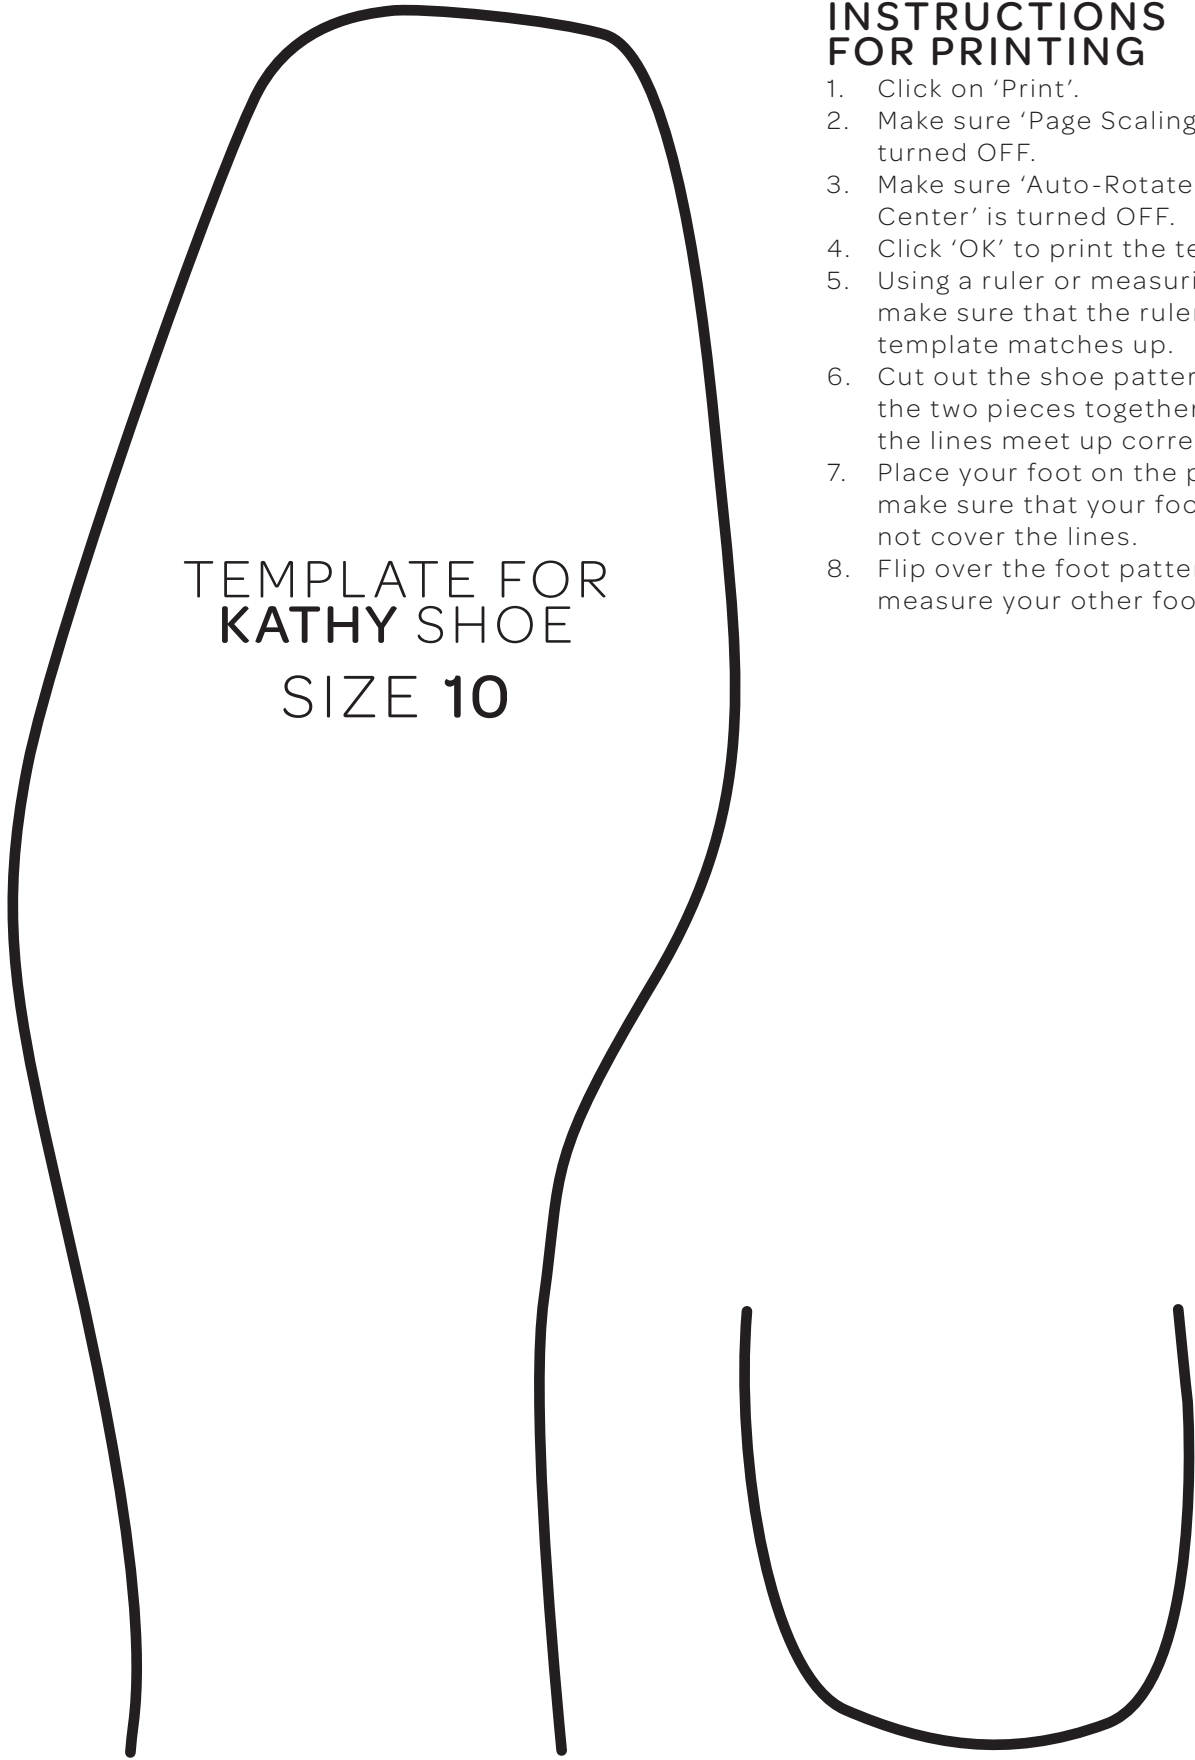 INSTRUCTIONS
FOR PRINTING
1. Click on ‘Print’.
2. Make sure ‘Page Scaling
turned OFF.
3. Make sure ‘Auto-Rotate
Center’ is turned OFF.
4. Click ‘OK’ to print the te
5. Using a ruler or measuri
make sure that the ruler
template matches up.
6. Cut out the shoe patter
the two pieces together
the lines meet up corre
7. Place your foot on the p
make sure that your foo
not cover the lines.
8. Flip over the foot patter
measure your other foo
TEMPLATE FOR
KATHY SHOE
SIZE 10